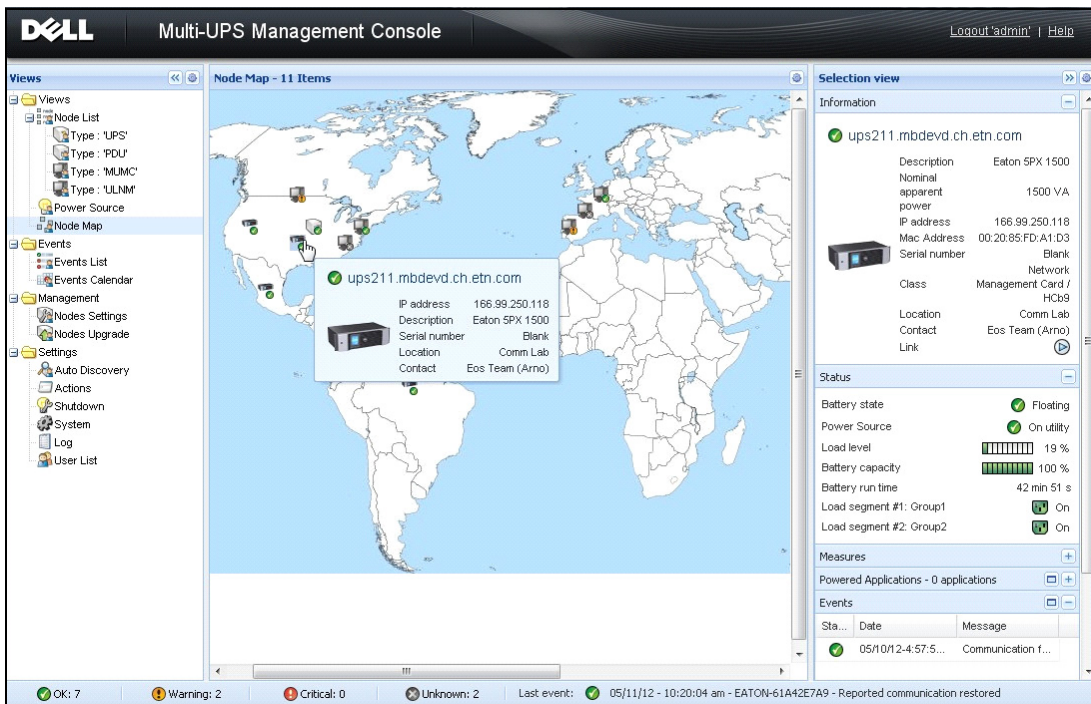 DELL
Multi-UPS Management Console
Logout 'admin' | Help
Views
Views
Node List
Type : 'UPS'
Type : 'PDU'
Type : 'MUMC'
Type : 'ULNM'
Power Source
Node Map
Events
Events List
Events Calendar
Management
Nodes Settings
Nodes Upgrade
Settings
Auto Discovery
Actions
Shutdown
System
Log
User List
Node Map - 11 Items
ups211.mbdevd.ch.etn.com
IP address 166.99.250.118
Description Eaton 5PX 1500
Serial number Blank
Location Comm Lab
Contact Eos Team (Arno)
Selection view
Information
ups211.mbdevd.ch.etn.com
Description Eaton 5PX 1500
Nominal apparent power 1500 VA
IP address 166.99.250.118
Mac Address 00:20:85:FD:A1:D3
Serial number Blank
Class Network Management Card / HCb9
Location Comm Lab
Contact Eos Team (Arno)
Link
Status
Battery state Floating
Power Source On utility
Load level 19 %
Battery capacity 100 %
Battery run time 42 min 51 s
Load segment #1: Group1 On
Load segment #2: Group2 On
Measures
Powered Applications - 0 applications
Events
Sta... Date Message
05/10/12-4:57:5... Communication f...
OK: 7 Warning: 2 Critical: 0 Unknown: 2 Last event: 05/11/12 - 10:20:04 am - EATON-61A42E7A9 - Reported communication restored